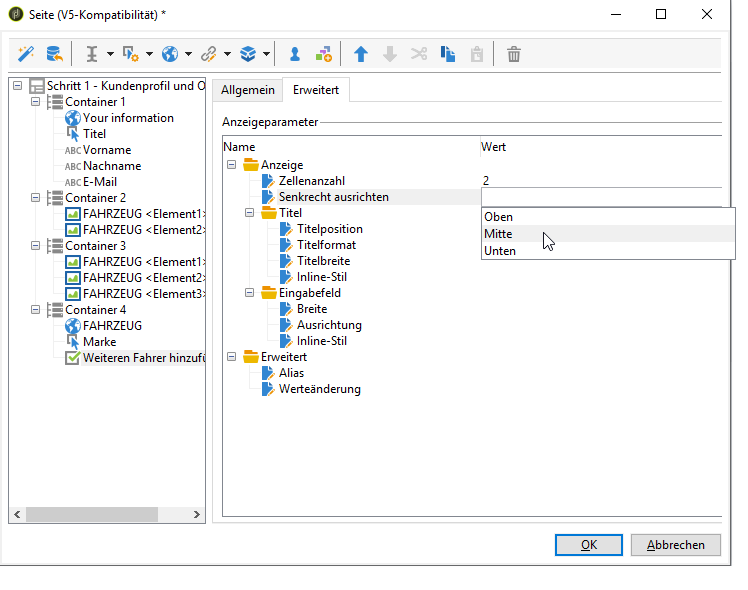 Seite (V5-Kompatibilität) *
Schritt 1 - Kundenprofil und O
Container 1
Your information
Titel
ABC Vorname
ABC Nachname
ABC E-Mail
Container 2
FAHRZEUG <Element1>
FAHRZEUG <Element2>
Container 3
FAHRZEUG <Element1>
FAHRZEUG <Element2>
FAHRZEUG <Element3>
Container 4
FAHRZEUG
Marke
Weiteren Fahrer hinzufü
Allgemein Erweitert
Anzeigeparameter
Name Wert
Anzeige
Zellenanzahl 2
Senkrecht ausrichten
Oben
Mitte
Unten
Titel
Titelposition
Titelformat
Titelbreite
Inline-Stil
Eingabefeld
Breite
Ausrichtung
Inline-Stil
Erweitert
Alias
Werteänderung
OK Abbrechen